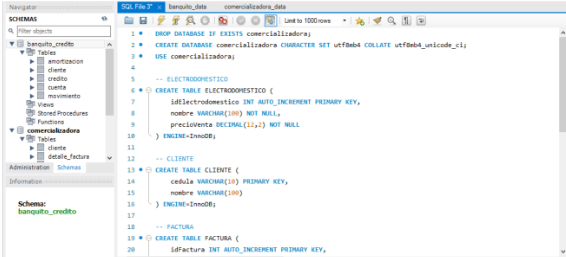 Navigator
SCHEMAS
Filter objects
banquito_credito
Tables
amortizacion
cliente
credito
cuenta
movimiento
Views
Stored Procedures
Functions
comercializadora
Tables
cliente
detalle_factura
Administration Schemas
Information
Schema:
banquito_credito
SQL File 3* banquito_data comercializadora_data
Limit to 1000 rows
1 DROP DATABASE IF EXISTS comercializadora;
2 CREATE DATABASE comercializadora CHARACTER SET utf8mb4 COLLATE utf8mb4_unicode_ci;
3 USE comercializadora;
4
5 -- ELECTRODOMESTICO
6 CREATE TABLE ELECTRODOMESTICO (
7 idElectrodomestico INT AUTO_INCREMENT PRIMARY KEY,
8 nombre VARCHAR(100) NOT NULL,
9 precioVenta DECIMAL(12,2) NOT NULL
10 ) ENGINE=InnoDB;
11
12 -- CLIENTE
13 CREATE TABLE CLIENTE (
14 cedula VARCHAR(10) PRIMARY KEY,
15 nombre VARCHAR(100)
16 ) ENGINE=InnoDB;
17
18 -- FACTURA
19 CREATE TABLE FACTURA (
20 idFactura INT AUTO_INCREMENT PRIMARY KEY,